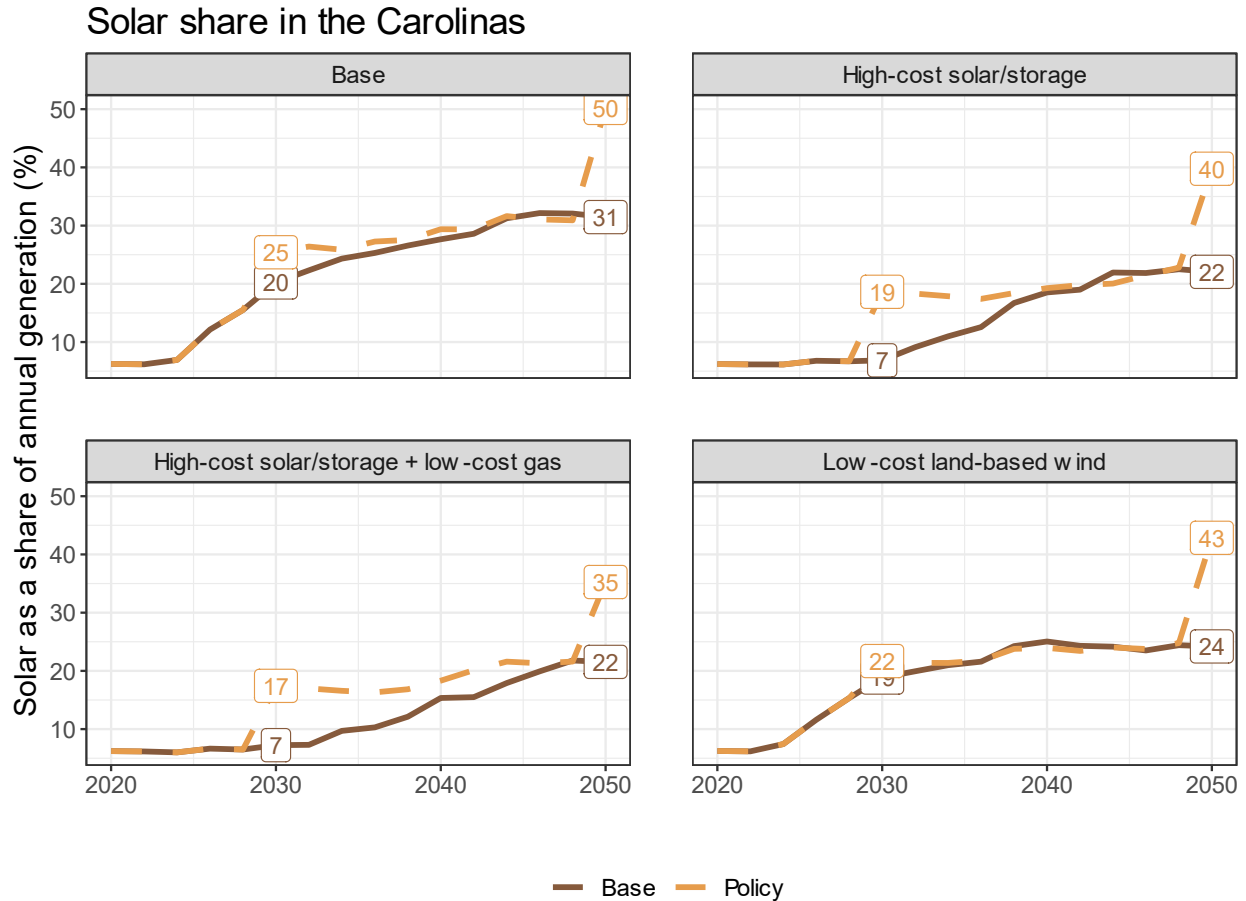 Solar share in the Carolinas
Solar as a share of annual generation (%)
Base
50
40
30
20
10
25
20
50
31
High-cost solar/storage
19
7
40
22
High-cost solar/storage + low-cost gas
50
40
30
20
10
17
7
35
22
2020 2030 2040 2050
Low-cost land-based wind
22
19
43
24
2020 2030 2040 2050
Base Policy